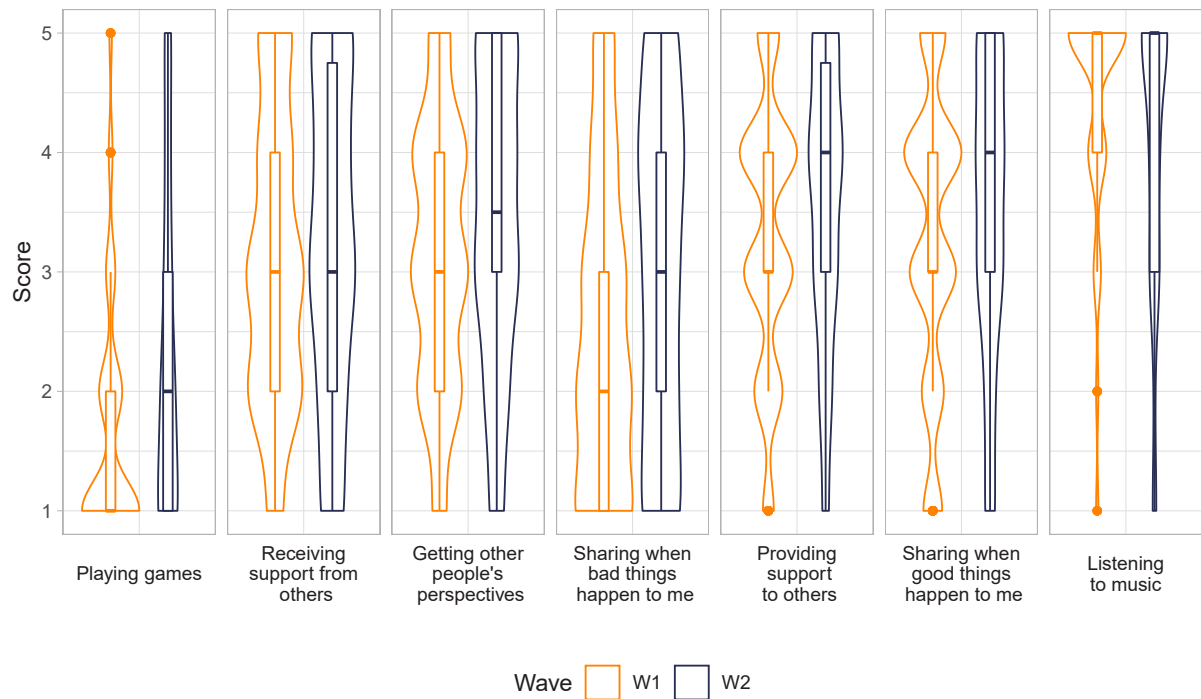 5
4
3
2
1
Score
Playing games
Receiving
support from
others
Getting other
people's
perspectives
Sharing when
bad things
happen to me
Providing
support
to others
Sharing when
good things
happen to me
Listening
to music
Wave W1 W2